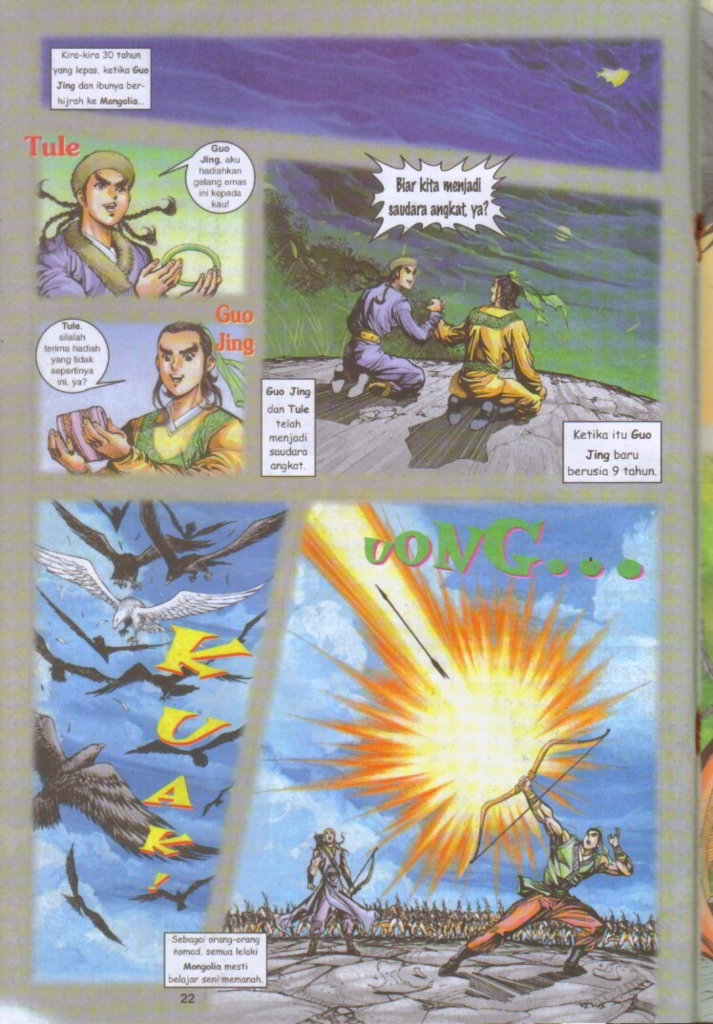 Kira-kira 30 tahun
yang lepas, ketika Guo
Jing dan ibunya ber-
hijrah ke Mongolia...
Tule
Guo
Jing, aku
hadiahkan
gelang emas
ini kepada
kau!
Biar kita menjadi
saudara angkat, ya?
Guo
Jing
Tule,
silalah
terima hadiah
yang tidak
sepertinya
ini, ya?
Guo Jing
dan Tule
telah
menjadi
saudara
angkat.
Ketika itu Guo
Jing baru
berusia 9 tahun.
UONG...
KUAK!
Sebagai orang-orang
nomad, semua lelaki
Mongolia mesti
belajar seni memanah.
22